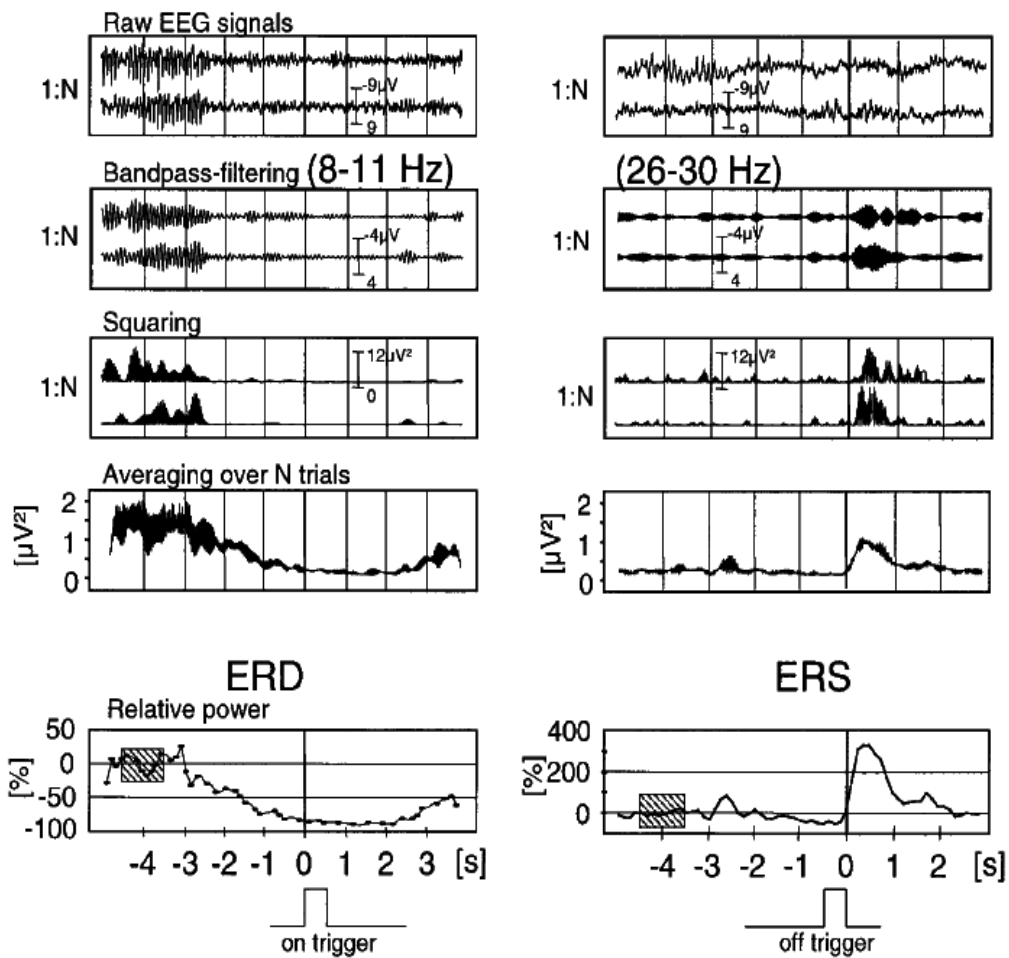 Raw EEG signals
1:N
-9µV
9
1:N
-9µV
9
Bandpass-filtering (8-11 Hz)
(26-30 Hz)
1:N
-4µV
4
1:N
-4µV
4
Squaring
1:N
12µV²
0
1:N
12µV²
Averaging over N trials
[µV²]
2
1
0
[µV²]
2
1
0
ERD
ERS
Relative power
[%]
50
0
-50
-100
-4 -3 -2 -1 0 1 2 3 [s]
on trigger
[%]
400
200
0
-4 -3 -2 -1 0 1 2 [s]
off trigger